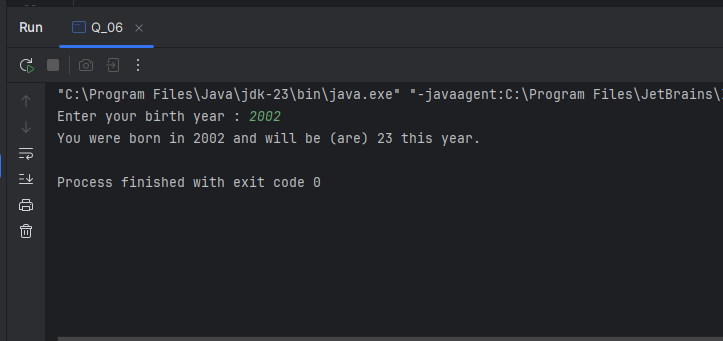 Run Q_06
"C:\Program Files\Java\jdk-23\bin\java.exe" "-javaagent:C:\Program Files\JetBrains\
Enter your birth year : 2002
You were born in 2002 and will be (are) 23 this year.
Process finished with exit code 0